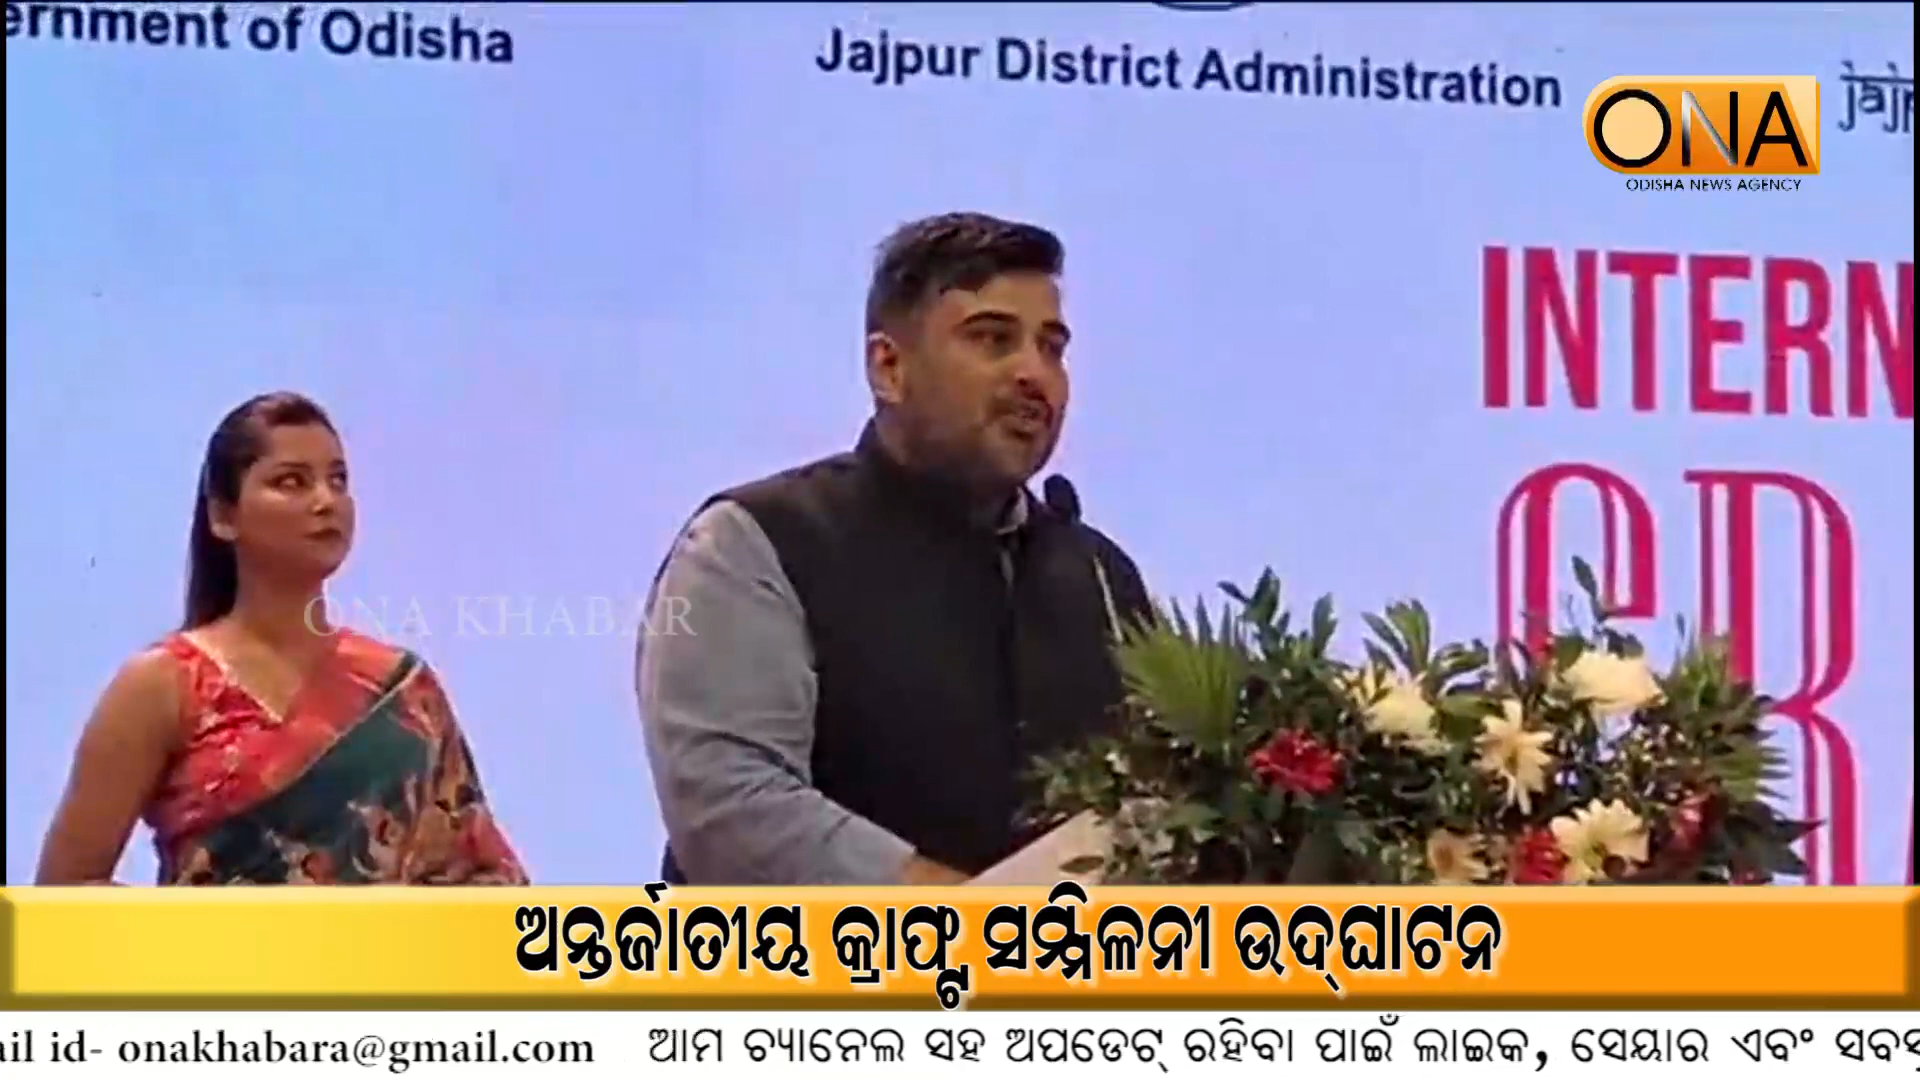 ernment of Odisha
Jajpur District Administration
ONA
ODISHA NEWS AGENCY
INTERN
ONA KHABAR
ଅନ୍ତର୍ଜାତୀୟ କ୍ରାଫ୍ଟ ସମ୍ମିଳନୀ ଉଦ୍‌ଘାଟନ
ail id- onakhabara@gmail.com ଆମ ଚ୍ୟାନେଲ ସହ ଅପଡେଟ୍ ରହିବା ପାଇଁ ଲାଇକ, ସେୟାର ଏବଂ